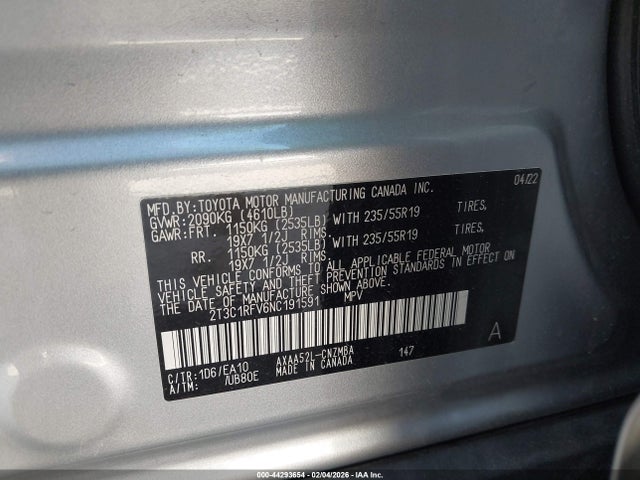 MFD.BY:TOYOTA MOTOR MANUFACTURING CANADA INC. 04/22
GVWR:2090KG (4610LB)
GAWR:FRT. 1150KG (2535LB) WITH 235/55R19 TIRES.
19X7 1/2J RIMS.
RR. 1150KG (2535LB) WITH 235/55R19 TIRES.
19X7 1/2J RIMS.
THIS VEHICLE CONFORMS TO ALL APPLICABLE FEDERAL MOTOR
VEHICLE SAFETY AND THEFT PREVENTION STANDARDS IN EFFECT ON
THE DATE OF MANUFACTURE SHOWN ABOVE.
2T3C1RFV6NC191591 MPV
A
C/TR:1D6/EA10 AXAA52L-CNZMBA 147
A/TM: /UB80E MADE IN CANADA
000-44293654 - 02/04/2026 - IAA Inc.